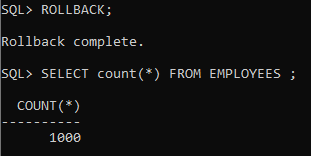 SQL> ROLLBACK;
Rollback complete.
SQL> SELECT count(*) FROM EMPLOYEES ;
COUNT(*)
----------
1000